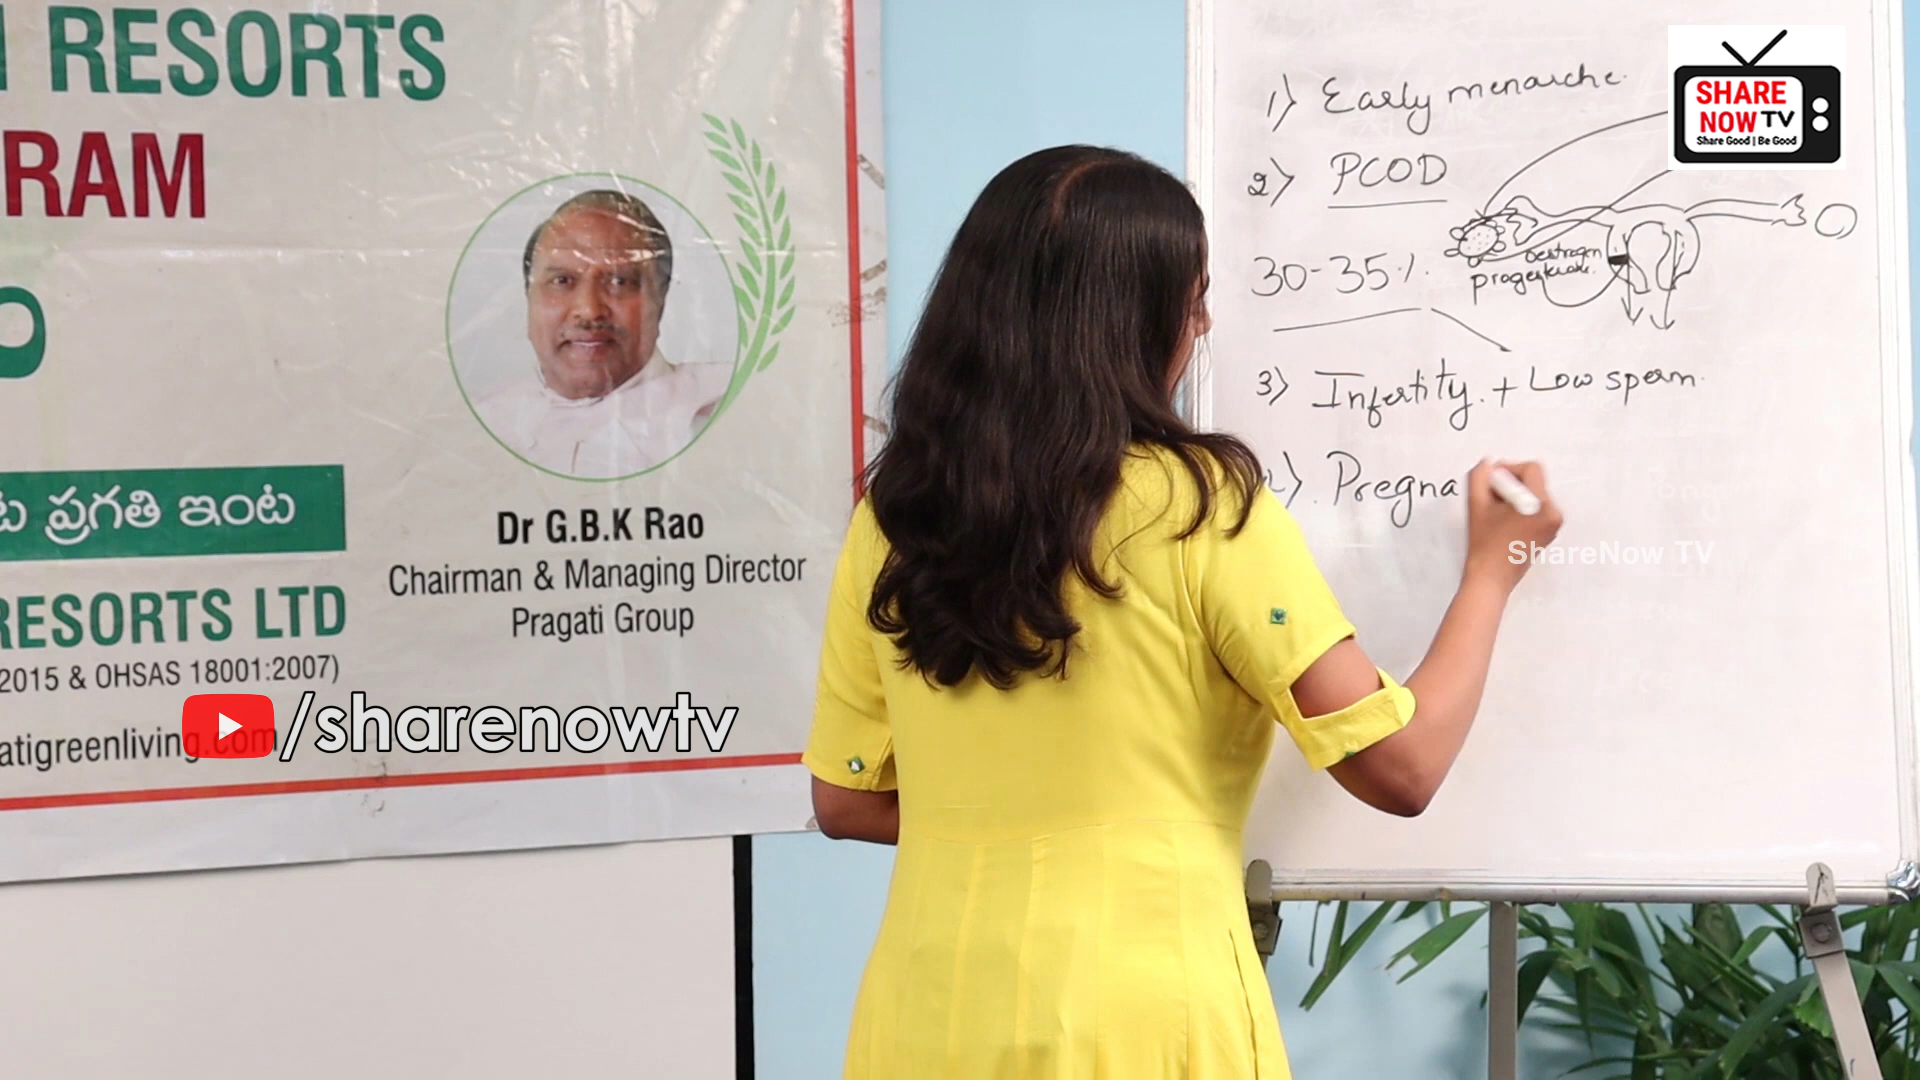 RESORTS
RAM
ట ప్రగతి ఇంట
RESORTS LTD
2015 & OHSAS 18001:2007)
atigreenliving.com
Dr G.B.K Rao
Chairman & Managing Director
Pragati Group
/sharenowtv
1) Early menarche.
2) PCOD
30-35%.
Oestrogen
progesterone.
3) Infertity. + Low sperm.
). Pregna
SHARE
NOW TV
Share Good | Be Good
ShareNow TV